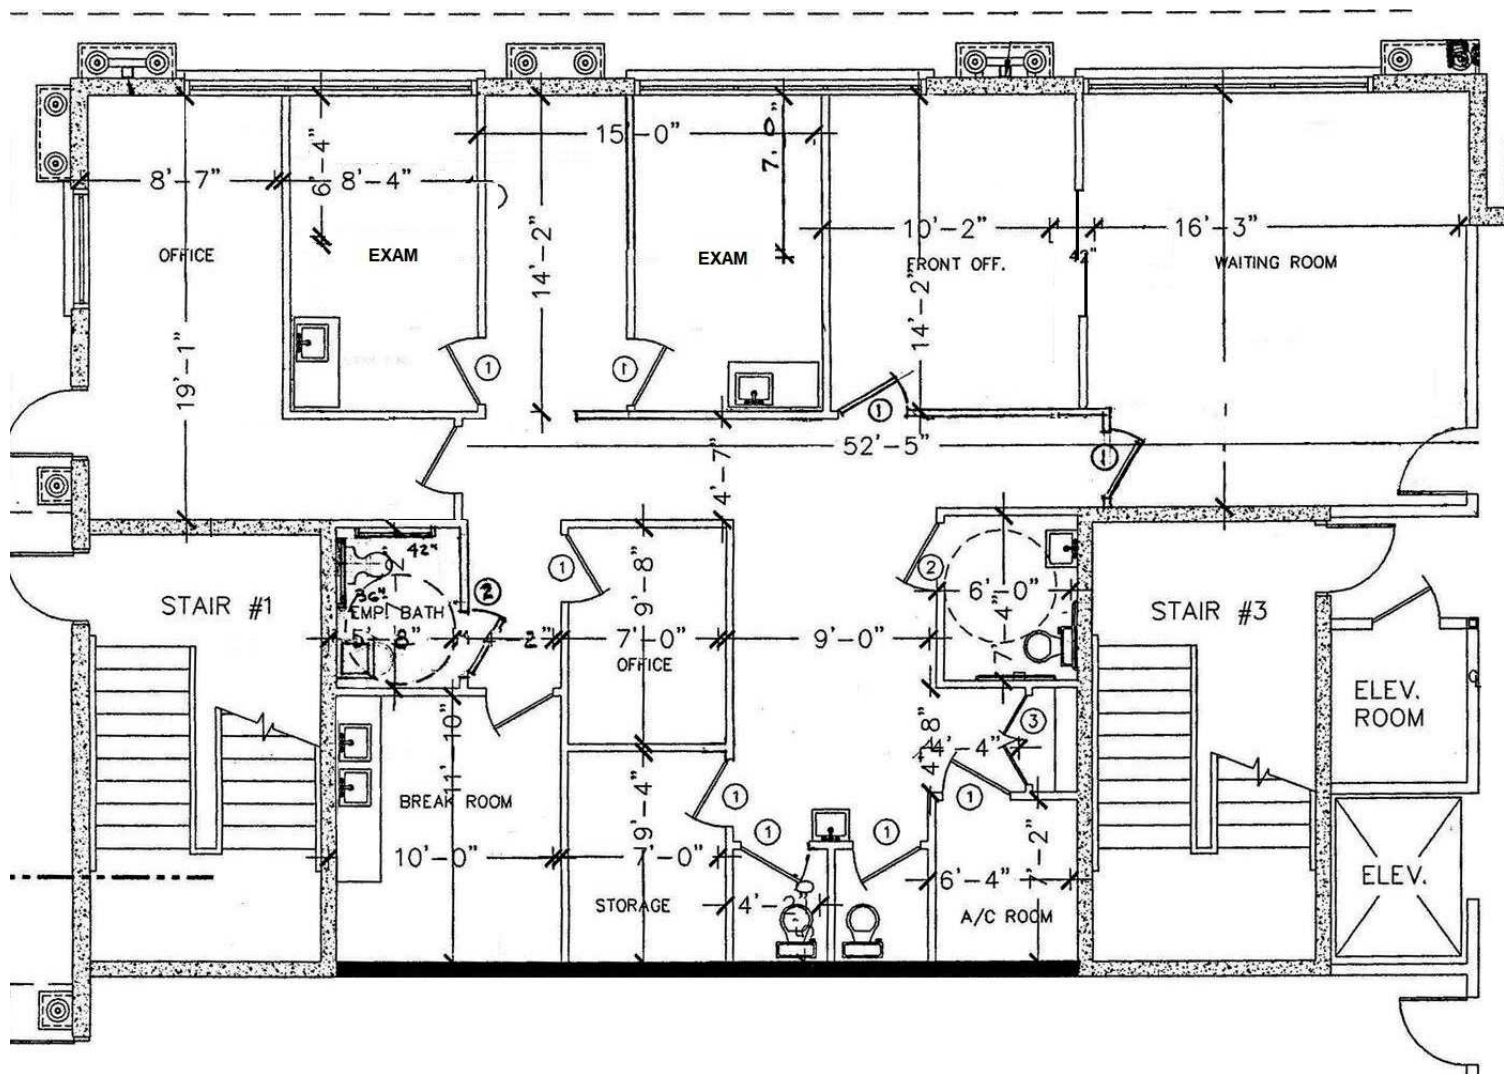 15'-0"
7'-0"
6'-4"
8'-7"
8'-4"
14'-2"
10'-2"
16'-3"
OFFICE
EXAM
EXAM
FRONT OFF.
42"
WAITING ROOM
14'-2"
19'-1"
1
1
1
52'-5"
1
4'-7"
42"
7'-2"
36"
EMP. BATH
5'-8"
2
4'-2"
1
9'-8"
7'-0"
OFFICE
9'-0"
2
6'-0"
7'-4"
STAIR #1
STAIR #3
ELEV.
ROOM
3
4'-8"
4'-4"
11'-10"
BREAK ROOM
10'-0"
9'-4"
7'-0"
STORAGE
1
1
1
1
4'-2"
6'-4"
7'-2"
A/C ROOM
ELEV.